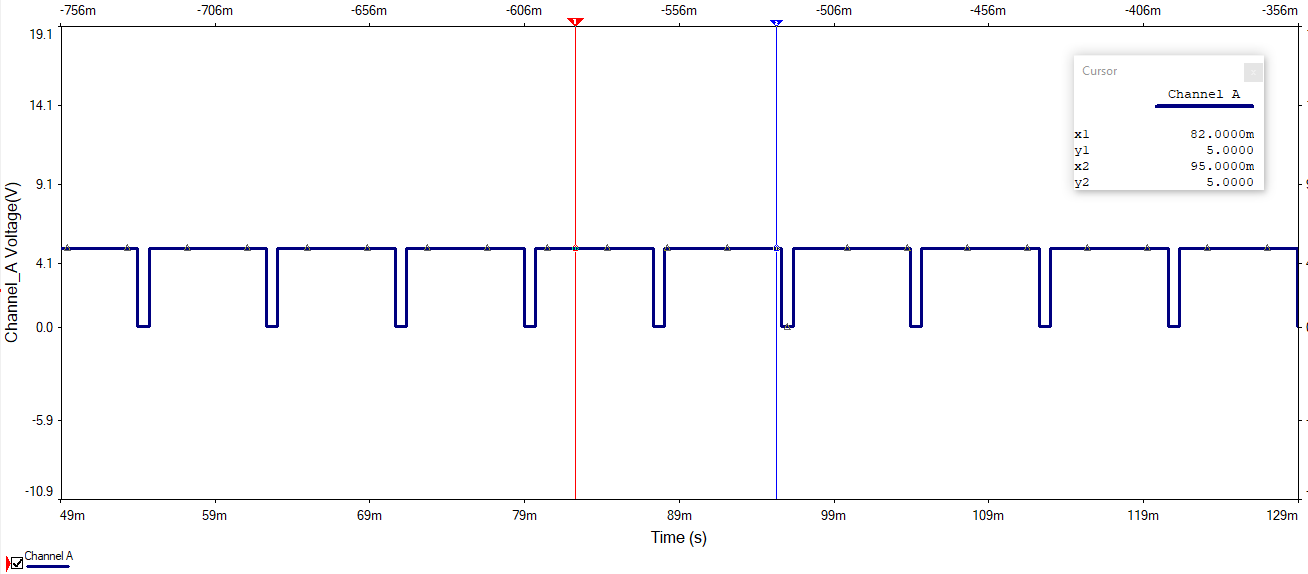 -756m -706m -656m -606m -556m -506m -456m -406m -356m
19.1
14.1
9.1
4.1
0.0
-5.9
-10.9
Channel_A Voltage(V)
Cursor
x
Channel A
x1 82.0000m
y1 5.0000
x2 95.0000m
y2 5.0000
49m 59m 69m 79m 89m 99m 109m 119m 129m
Time (s)
Channel A